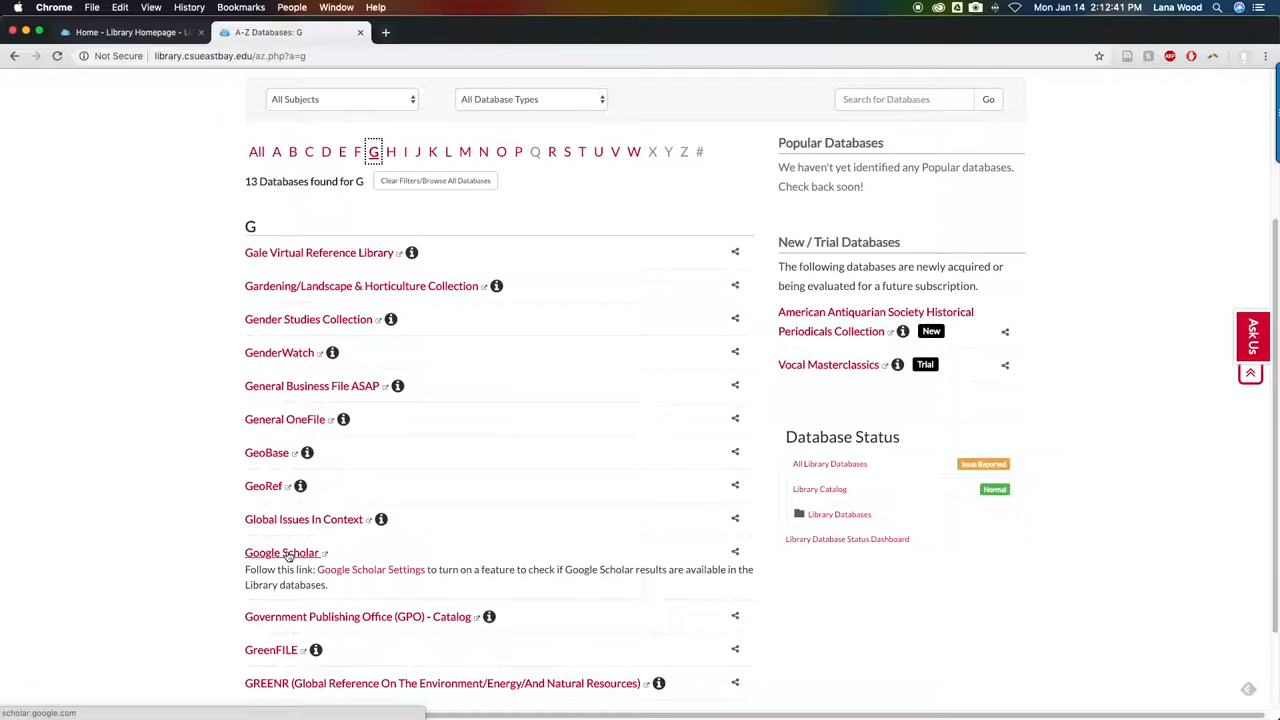 Chrome File Edit View History Bookmarks People Window Help
Mon Jan 14 2:12:41 PM Lana Wood
Home - Library Homepage - Li
A-Z Databases: G
Not Secure library.csueastbay.edu/az.php?a=g
All Subjects
All Database Types
Search for Databases
Go
All A B C D E F G H I J K L M N O P Q R S T U V W X Y Z #
13 Databases found for G
Clear Filters/Browse All Databases
G
Gale Virtual Reference Library
Gardening/Landscape & Horticulture Collection
Gender Studies Collection
GenderWatch
General Business File ASAP
General OneFile
GeoBase
GeoRef
Global Issues In Context
Google Scholar
Follow this link: Google Scholar Settings to turn on a feature to check if Google Scholar results are available in the
Library databases.
Government Publishing Office (GPO) - Catalog
GreenFILE
GREENR (Global Reference On The Environment/Energy/And Natural Resources)
Popular Databases
We haven't yet identified any Popular databases.
Check back soon!
New / Trial Databases
The following databases are newly acquired or
being evaluated for a future subscription.
American Antiquarian Society Historical
Periodicals Collection New
Vocal Masterclassics Trial
Database Status
All Library Databases Issue Reported
Library Catalog Normal
Library Databases
Library Database Status Dashboard
Ask Us
scholar.google.com